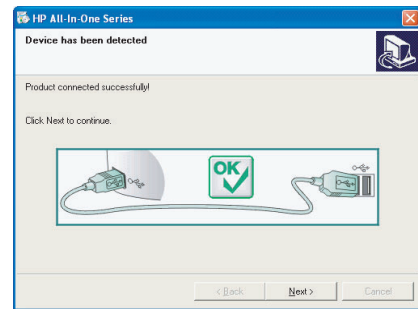 HP All-In-One Series
Device has been detected
Product connected successfully!
Click Next to continue.
OK
< Back
Next >
Cancel